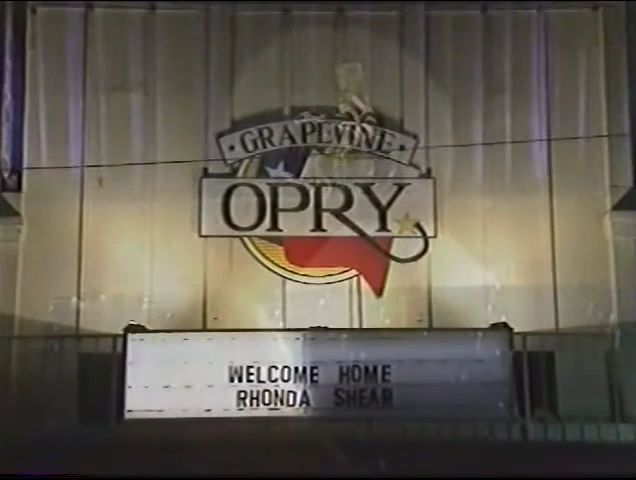 • GRAPEVINE •
OPRY
WELCOME HOME
RHONDA SHEAR